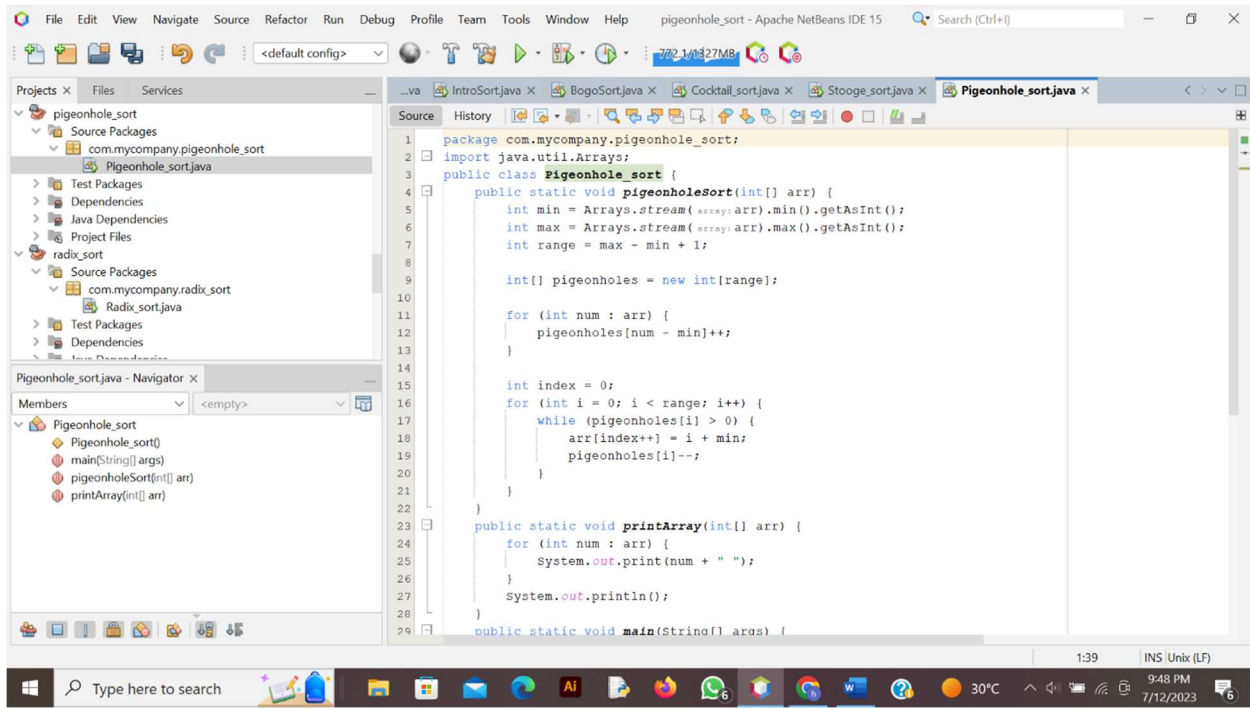 File Edit View Navigate Source Refactor Run Debug Profile Team Tools Window Help pigeonhole_sort - Apache NetBeans IDE 15 Search (Ctrl+I)
<default config> 772.1/1327MB
Projects Files Services
pigeonhole_sort
Source Packages
com.mycompany.pigeonhole_sort
Pigeonhole_sort.java
Test Packages
Dependencies
Java Dependencies
Project Files
radix_sort
Source Packages
com.mycompany.radix_sort
Radix_sort.java
Test Packages
Dependencies
Java Dependencies
Pigeonhole_sort.java - Navigator
Members <empty>
Pigeonhole_sort
Pigeonhole_sort()
main(String[] args)
pigeonholeSort(int[] arr)
printArray(int[] arr)
...va IntroSort.java BogoSort.java Cocktail_sort.java Stooge_sort.java Pigeonhole_sort.java
Source History
1 package com.mycompany.pigeonhole_sort;
2 import java.util.Arrays;
3 public class Pigeonhole_sort {
4 public static void pigeonholeSort(int[] arr) {
5 int min = Arrays.stream( array: arr).min().getAsInt();
6 int max = Arrays.stream( array: arr).max().getAsInt();
7 int range = max - min + 1;
8
9 int[] pigeonholes = new int[range];
10
11 for (int num : arr) {
12 pigeonholes[num - min]++;
13 }
14
15 int index = 0;
16 for (int i = 0; i < range; i++) {
17 while (pigeonholes[i] > 0) {
18 arr[index++] = i + min;
19 pigeonholes[i]--;
20 }
21 }
22 }
23 public static void printArray(int[] arr) {
24 for (int num : arr) {
25 System.out.print(num + " ");
26 }
27 System.out.println();
28 }
29 public static void main(String[] args) {
1:39 INS Unix (LF)
Type here to search Ai 6 30°C 9:48 PM 6
7/12/2023